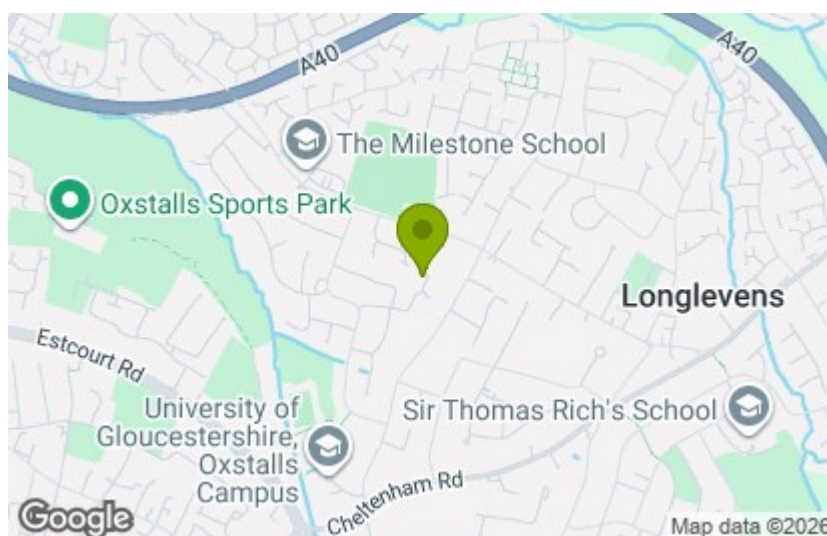 A40
A40
The Milestone School
Oxstalls Sports Park
Longlevens
Estcourt Rd
University of
Gloucestershire,
Oxstalls
Campus
Sir Thomas Rich's School
Cheltenham Rd
Google
Map data ©2026